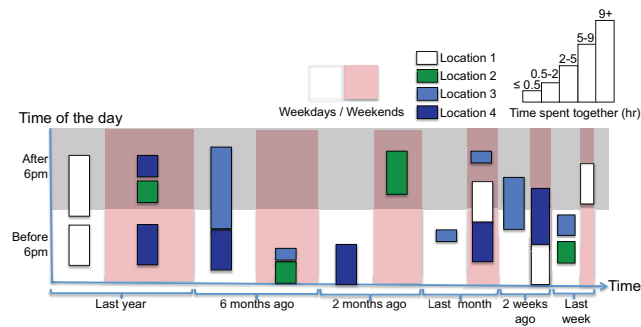 9+
5-9
2-5
0.5-2
≤ 0.5
Time spent together (hr)
Location 1
Location 2
Location 3
Location 4
Weekdays / Weekends
Time of the day
After
6pm
Before
6pm
Time
Last year
6 months ago
2 months ago
Last month
2 weeks
ago
Last
week